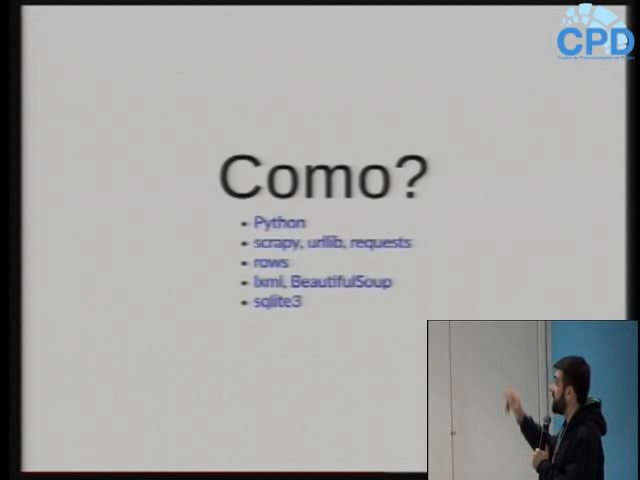 CPD
Como?
Python
scrapy, urllib, requests
rows
lxml, BeautifulSoup
sqlite3